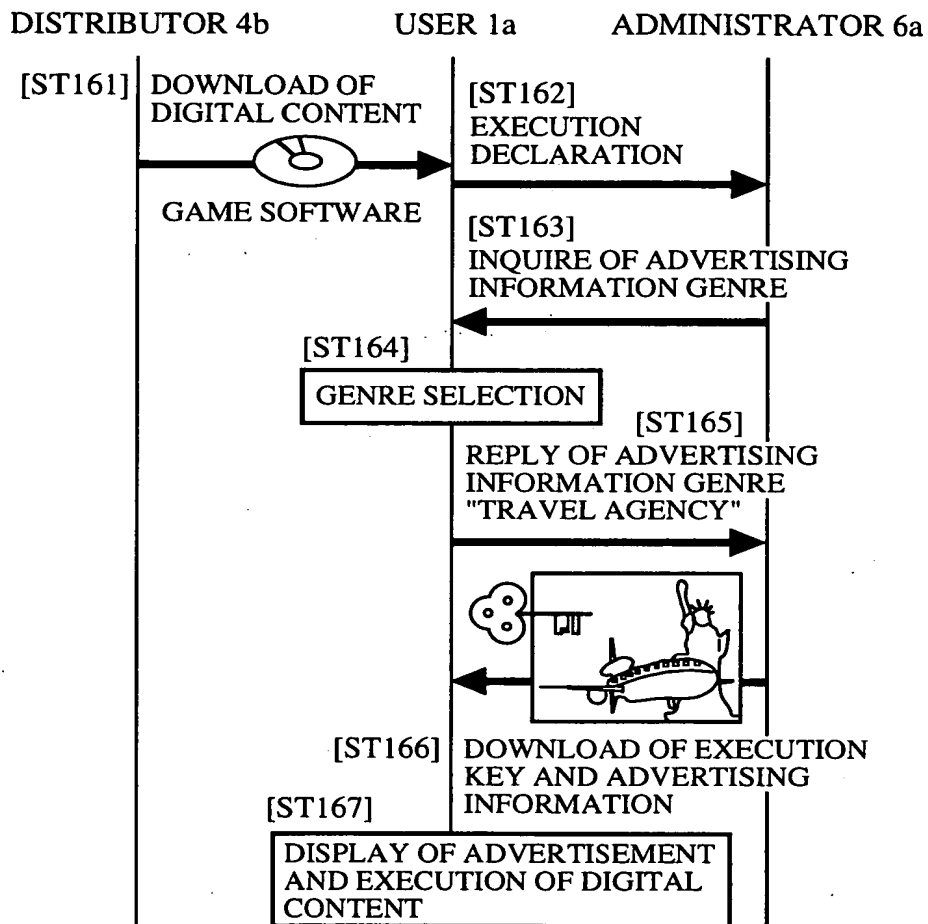 DISTRIBUTOR 4b USER 1a ADMINISTRATOR 6a
[ST161] DOWNLOAD OF
DIGITAL CONTENT
GAME SOFTWARE
[ST162]
EXECUTION
DECLARATION
[ST163]
INQUIRE OF ADVERTISING
INFORMATION GENRE
[ST164]
GENRE SELECTION
[ST165]
REPLY OF ADVERTISING
INFORMATION GENRE
"TRAVEL AGENCY"
[ST166] DOWNLOAD OF EXECUTION
KEY AND ADVERTISING
INFORMATION
[ST167]
DISPLAY OF ADVERTISEMENT
AND EXECUTION OF DIGITAL
CONTENT